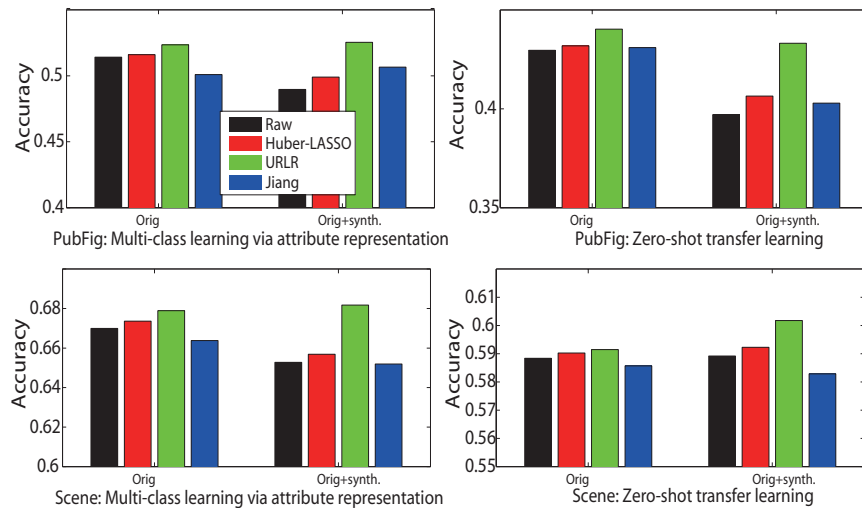 Accuracy
0.5
0.45
0.4
Raw
Huber-LASSO
URLR
Jiang
Orig
Orig+synth.
PubFig: Multi-class learning via attribute representation
Accuracy
0.4
0.35
Orig
Orig+synth.
PubFig: Zero-shot transfer learning
Accuracy
0.68
0.66
0.64
0.62
0.6
Orig
Orig+synth.
Scene: Multi-class learning via attribute representation
Accuracy
0.61
0.6
0.59
0.58
0.57
0.56
0.55
Orig
Orig+synth.
Scene: Zero-shot transfer learning